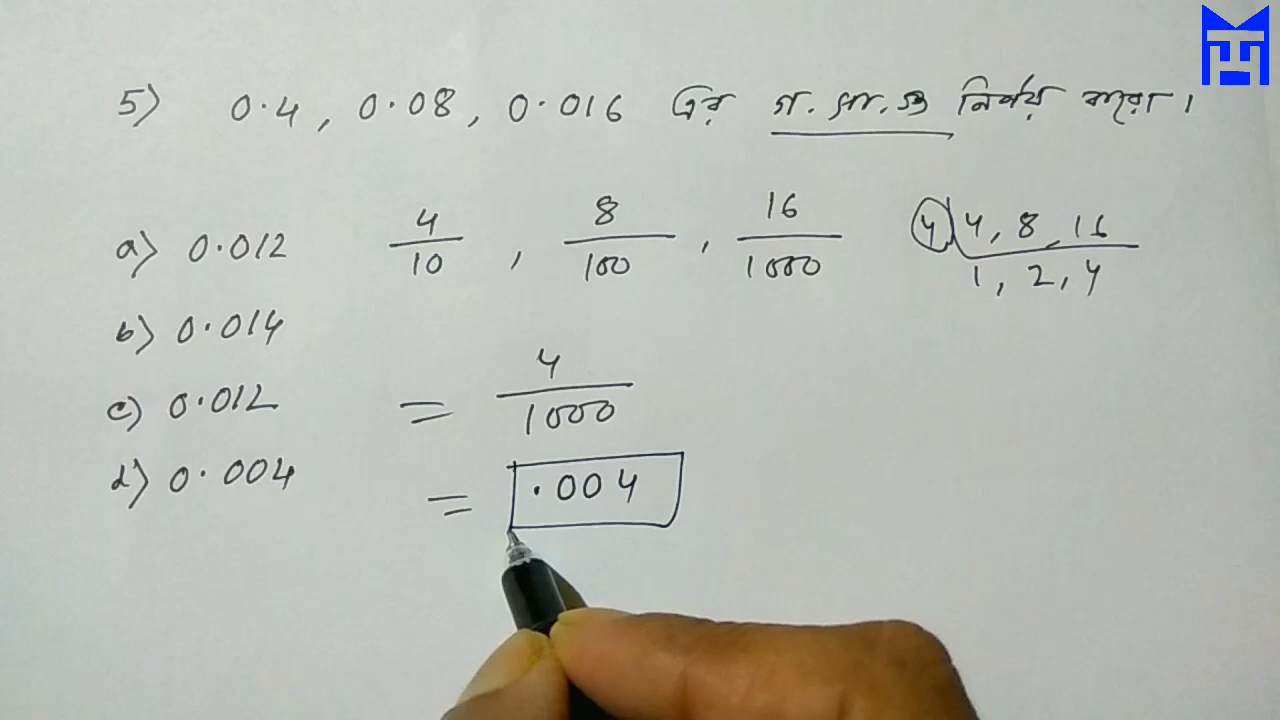 5) 0.4, 0.08, 0.016 এর গ.সা.গু নির্ণয় করো।
a) 0.012
b) 0.014
c) 0.012
d) 0.004
4/10, 8/100, 16/1000
= 4/1000
= .004
4) 4, 8, 16
1, 2, 4